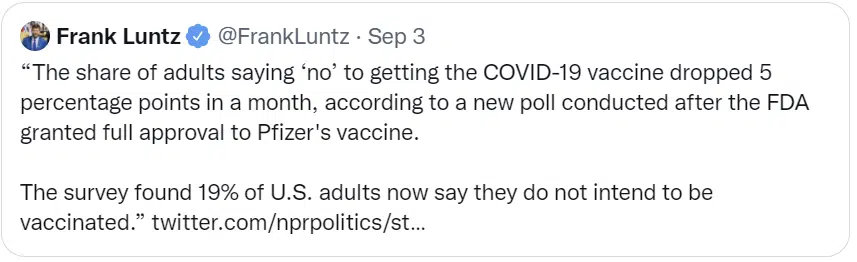 Frank Luntz @FrankLuntz · Sep 3
“The share of adults saying ‘no’ to getting the COVID-19 vaccine dropped 5
percentage points in a month, according to a new poll conducted after the FDA
granted full approval to Pfizer's vaccine.
The survey found 19% of U.S. adults now say they do not intend to be
vaccinated.” twitter.com/nprpolitics/st…